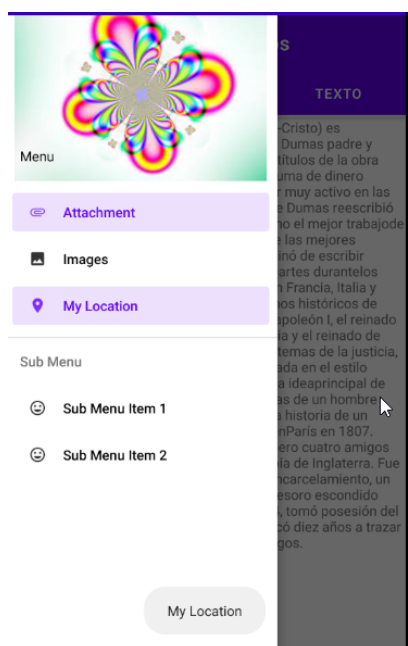 OS
TEXTO
Menu
Attachment
Images
My Location
Sub Menu
Sub Menu Item 1
Sub Menu Item 2
My Location
-Cristo) es
Dumas padre y
títulos de la obra
uma de dinero
r muy activo en las
e Dumas reescribió
no el mejor trabajode
e las mejores
inó de escribir
artes durantelos
n Francia, Italia y
nos históricos de
apoleón I, el reinado
ia y el reinado de
temas de la justicia,
ada en el estilo
a ideaprincipal de
as de un hombre
a historia de un
nParís en 1807.
ero cuatro amigos
ia de Inglaterra. Fue
ncarcelamiento, un
esoro escondido
, tomó posesión del
có diez años a trazar
gos.